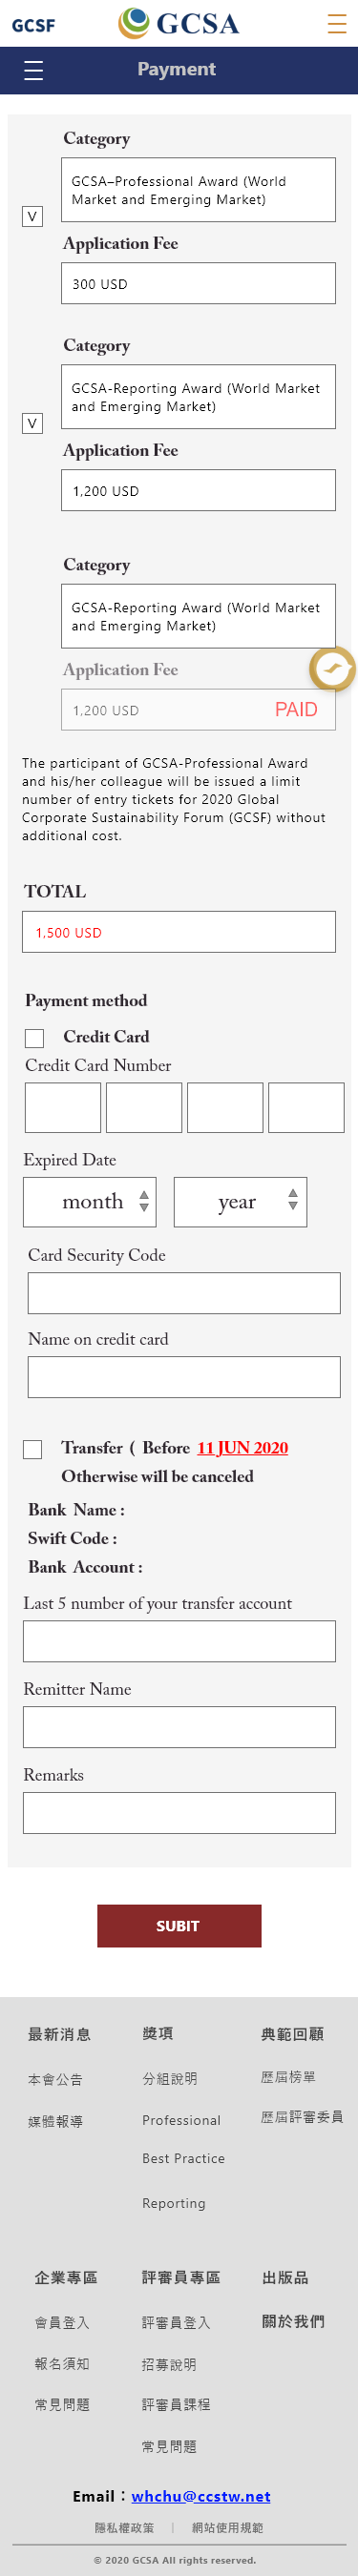 GCSF
GCSA
Payment
Category
GCSA–Professional Award (World
Market and Emerging Market)
V
Application Fee
300 USD
Category
GCSA-Reporting Award (World Market
and Emerging Market)
V
Application Fee
1,200 USD
Category
GCSA-Reporting Award (World Market
and Emerging Market)
Application Fee
1,200 USD PAID
The participant of GCSA-Professional Award
and his/her colleague will be issued a limit
number of entry tickets for 2020 Global
Corporate Sustainability Forum (GCSF) without
additional cost.
TOTAL
1,500 USD
Payment method
Credit Card
Credit Card Number
Expired Date
month year
Card Security Code
Name on credit card
Transfer ( Before 11 JUN 2020
Otherwise will be canceled
Bank Name :
Swift Code :
Bank Account :
Last 5 number of your transfer account
Remitter Name
Remarks
SUBIT
最新消息 獎項 典範回顧
本會公告 分組說明 歷屆榜單
媒體報導 Professional 歷屆評審委員
Best Practice
Reporting
企業專區 評審員專區 出版品
會員登入 評審員登入 關於我們
報名須知 招募說明
常見問題 評審員課程
常見問題
Email：whchu@ccstw.net
隱私權政策 | 網站使用規範
© 2020 GCSA All rights reserved.